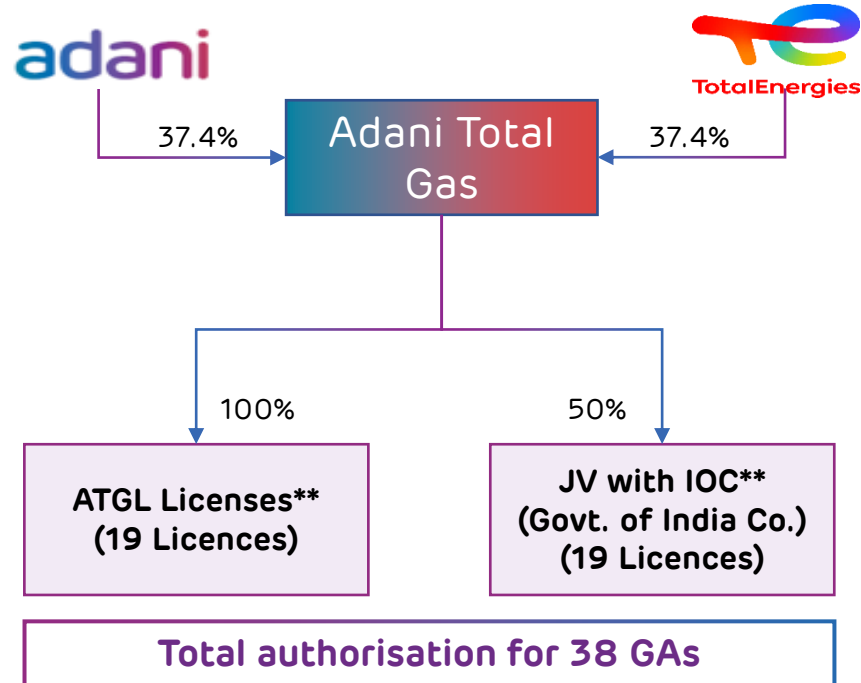 adani
TotalEnergies
37.4%
Adani Total
Gas
37.4%
100%
50%
ATGL Licenses**
(19 Licences)
JV with IOC**
(Govt. of India Co.)
(19 Licences)
Total authorisation for 38 GAs